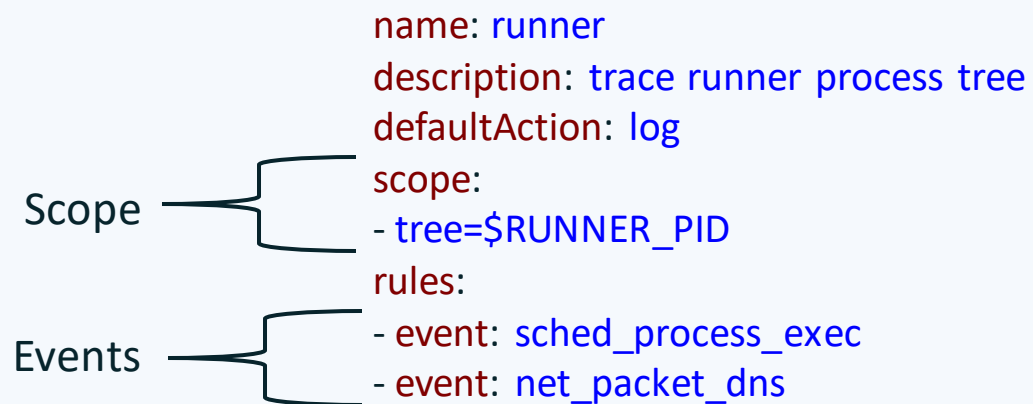 name: runner
description: trace runner process tree
defaultAction: log
Scope
scope:
- tree=$RUNNER_PID
rules:
Events
- event: sched_process_exec
- event: net_packet_dns